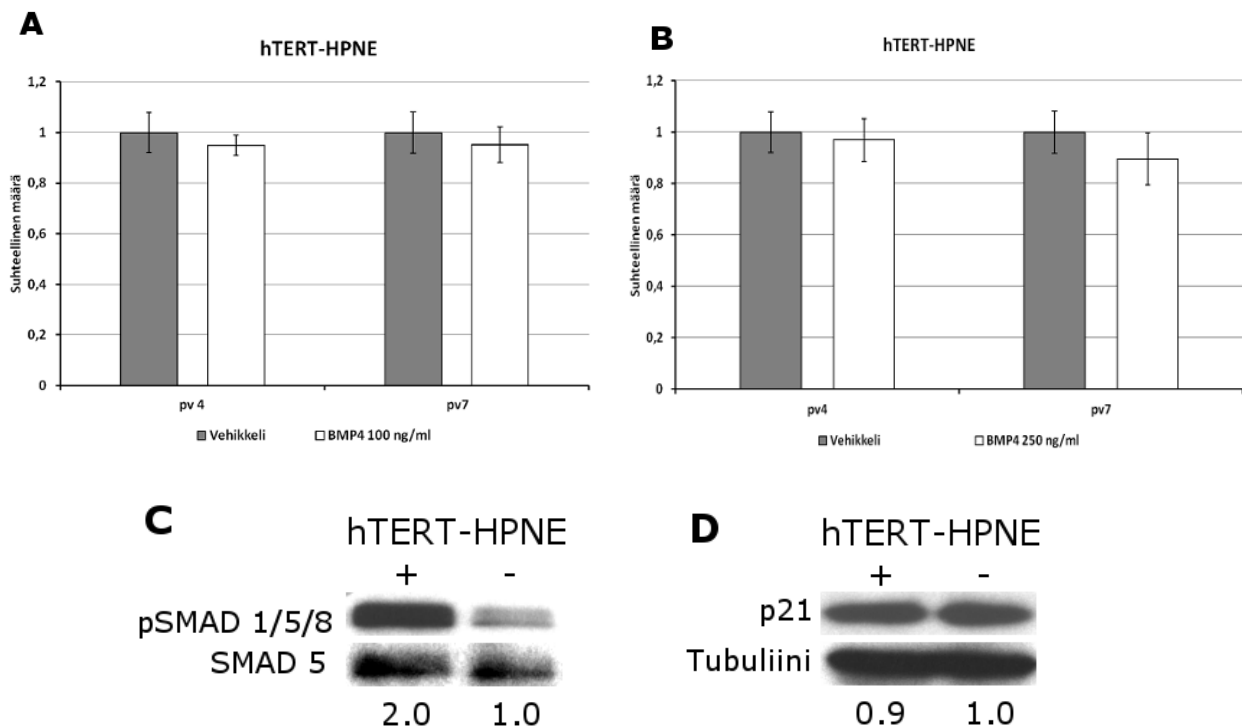 A
hTERT-HPNE
Suhteellinen määrä
1,2
1
0,8
0,6
0,4
0,2
0
pv 4
pv7
Vehikkeli
BMP4 100 ng/ml
B
hTERT-HPNE
Suhteellinen määrä
1,2
1
0,8
0,6
0,4
0,2
0
pv4
pv7
Vehikkeli
BMP4 250 ng/ml
C
hTERT-HPNE
+ -
pSMAD 1/5/8
SMAD 5
2.0 1.0
D
hTERT-HPNE
+ -
p21
Tubuliini
0.9 1.0